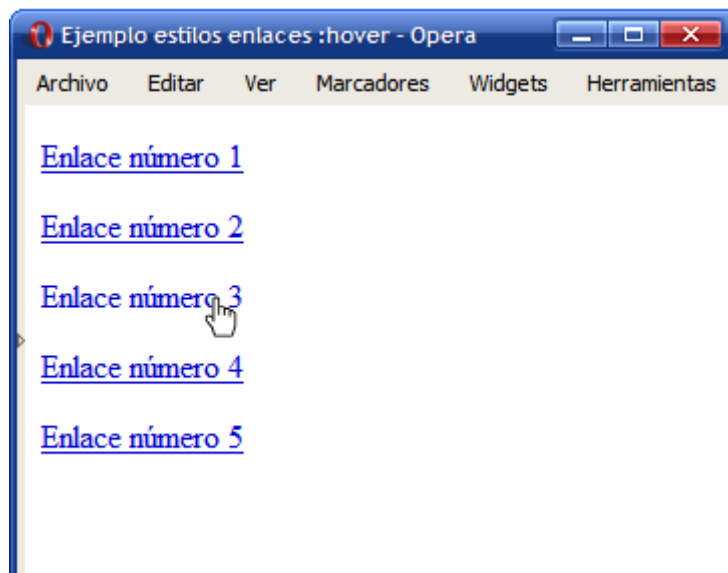 Ejemplo estilos enlaces :hover - Opera
Archivo Editar Ver Marcadores Widgets Herramientas
Enlace número 1
Enlace número 2
Enlace número 3
Enlace número 4
Enlace número 5